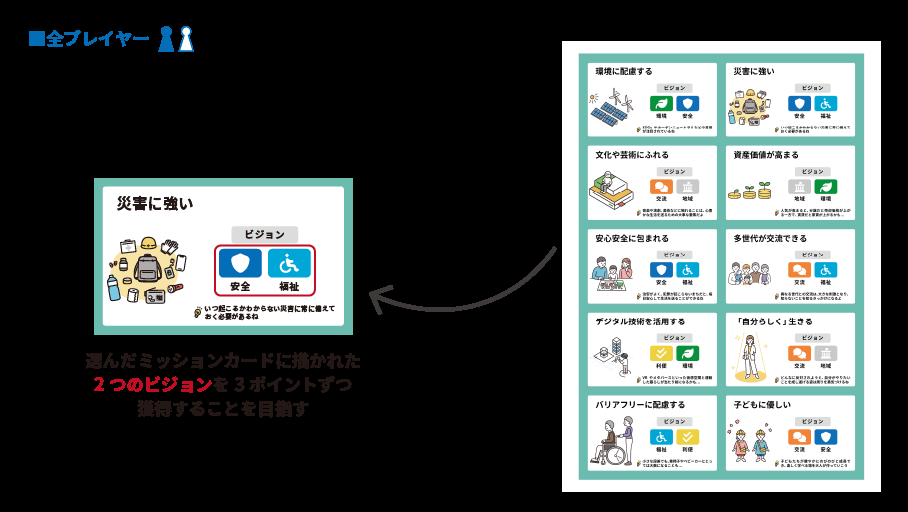 ■全プレイヤー
災害に強い
ビジョン
安全 福祉
いつ起こるかわからない災害に常に備えて
おく必要があるね
選んだミッションカードに描かれた
2つのビジョンを3ポイントずつ
獲得することを目指す
環境に配慮する
ビジョン
環境 安全
が注目されているね
災害に強い
ビジョン
安全 福祉
いつ起こるかわからない災害に常に備えて
おく必要があるね
文化や芸術にふれる
ビジョン
交流 地域
資産価値が高まる
ビジョン
地域 環境
安心安全に包まれる
ビジョン
安全 福祉
多世代が交流できる
ビジョン
交流 福祉
デジタル技術を活用する
ビジョン
利便 環境
「自分らしく」生きる
ビジョン
交流 地域
バリアフリーに配慮する
ビジョン
福祉 利便
子どもに優しい
ビジョン
交流 安全